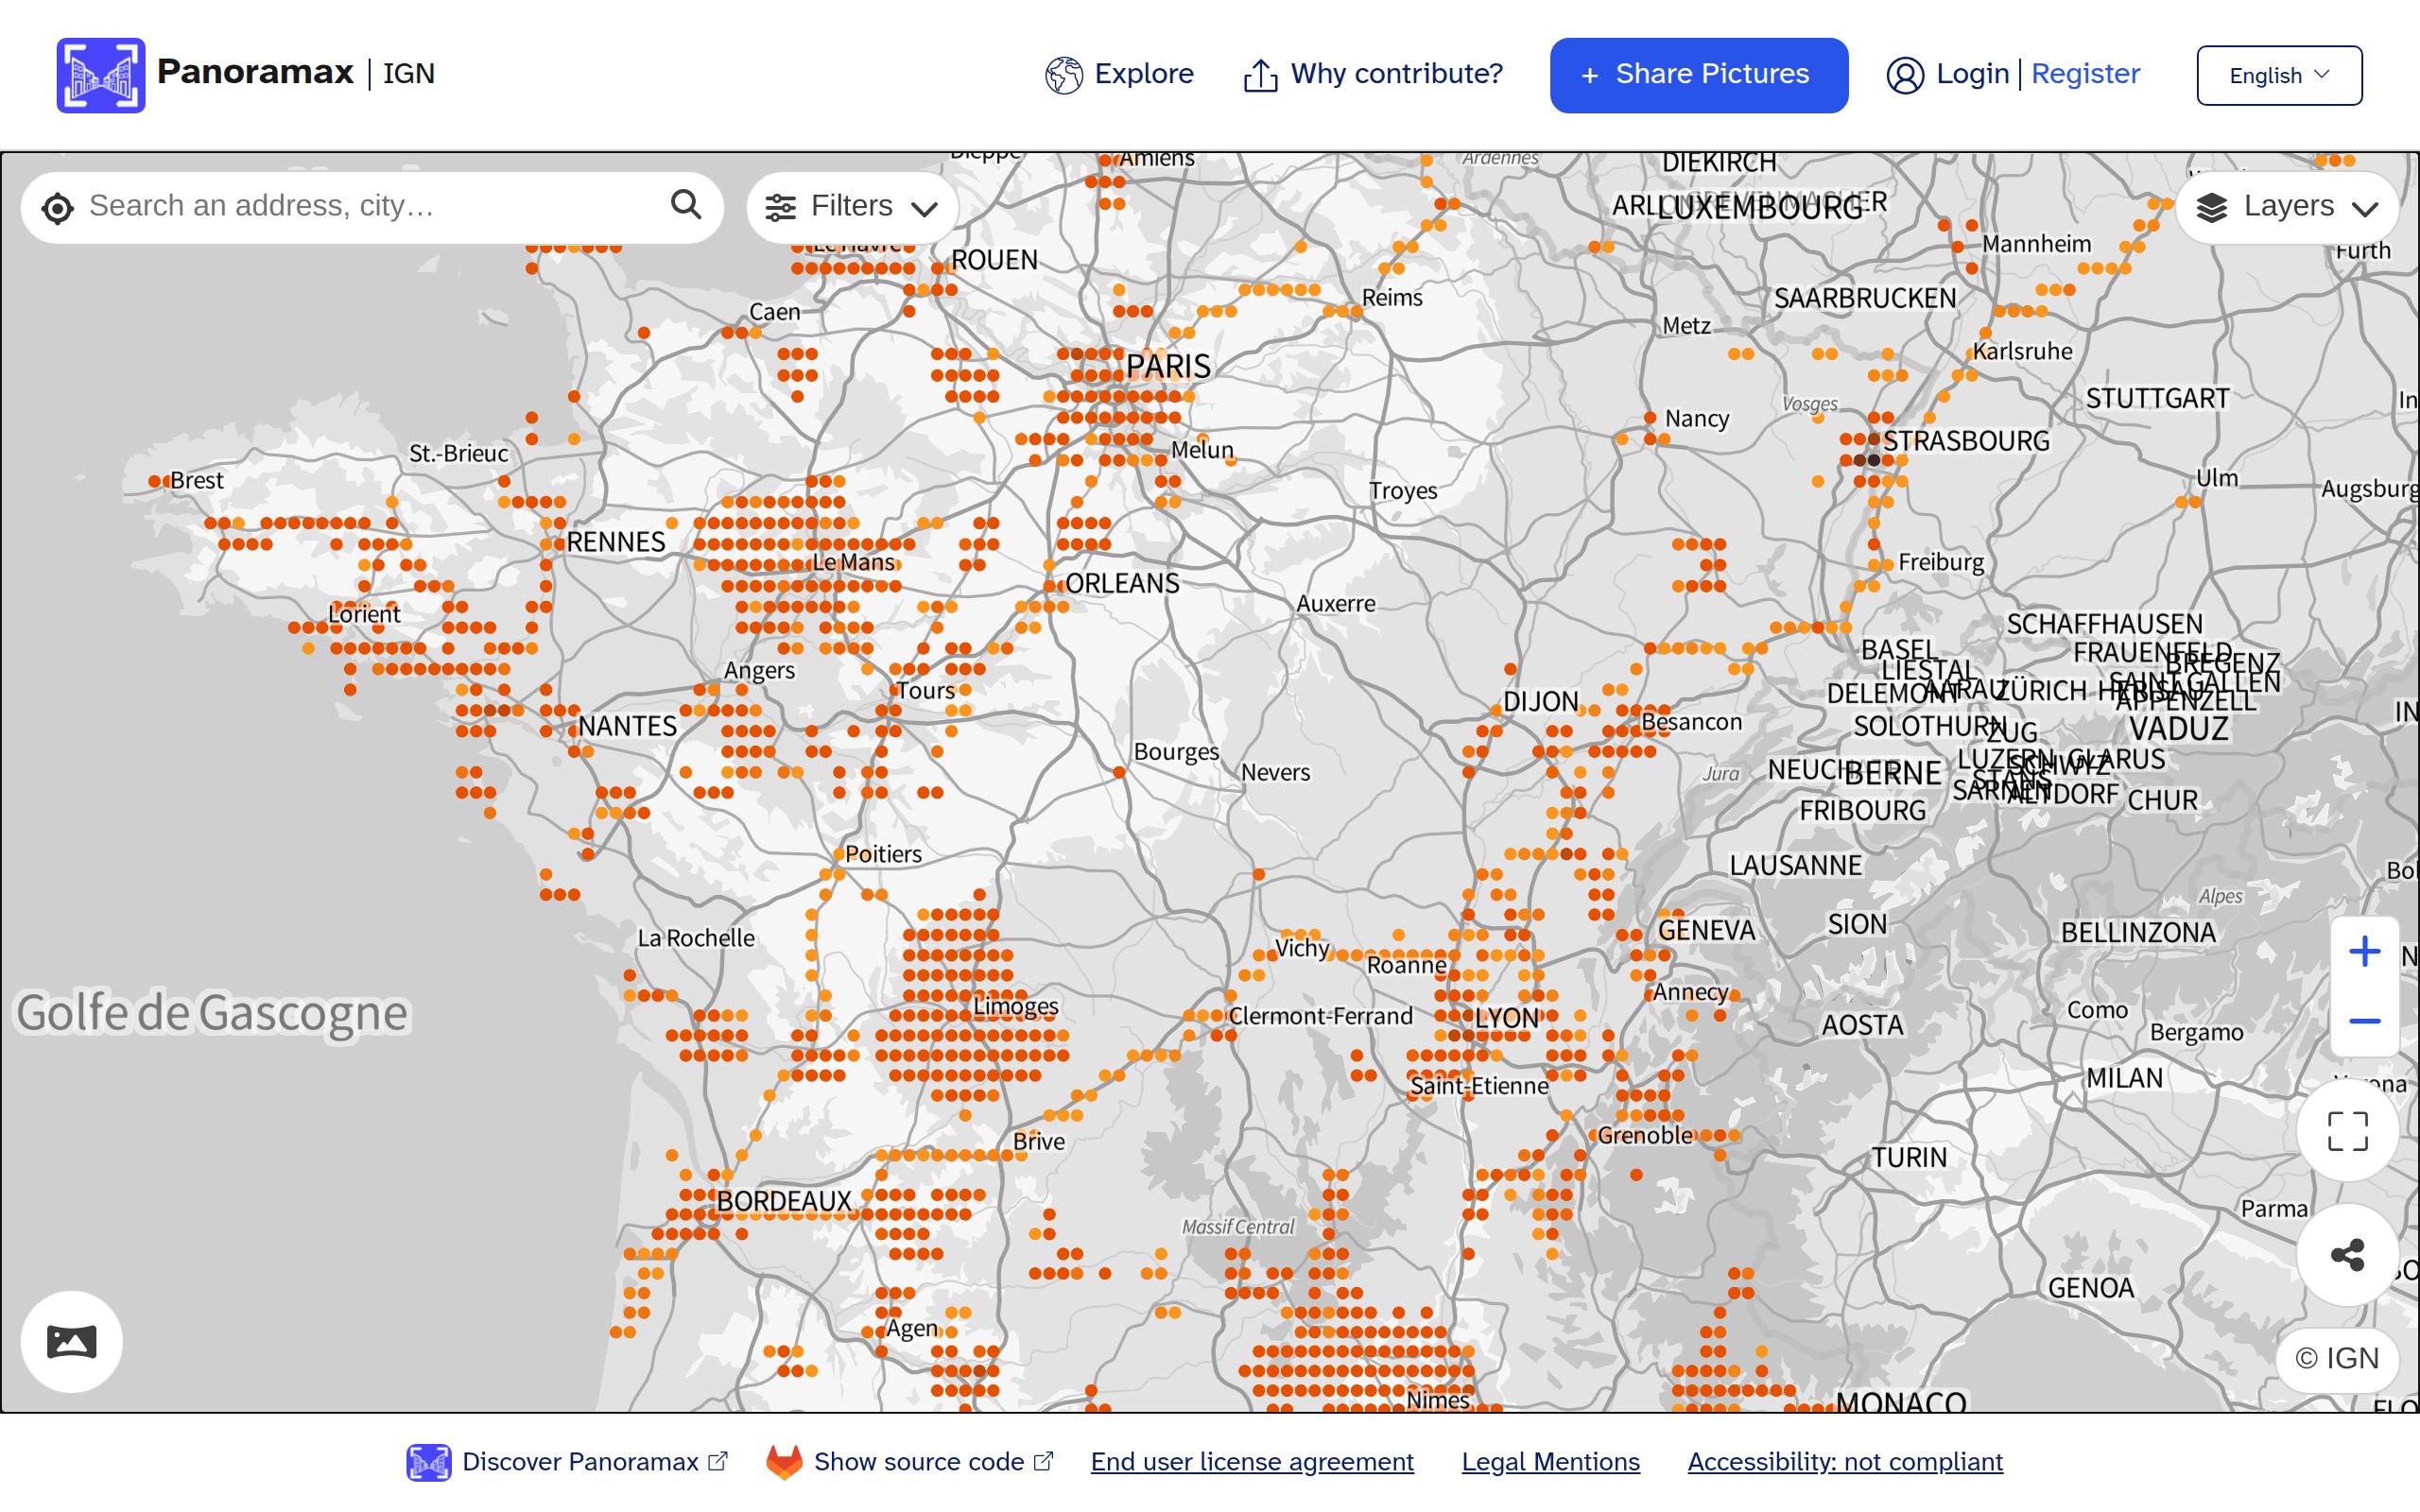 Panoramax | IGN
Explore
Why contribute?
+ Share Pictures
Login | Register
English
Search an address, city…
Filters
Layers
Dieppe
Amiens
Ardennes
DIEKIRCH
LUXEMBOURG
Le Havre
ROUEN
Mannheim
Fürth
Reims
SAARBRUCKEN
Caen
Metz
PARIS
Karlsruhe
STUTTGART
Vosges
Nancy
STRASBOURG
St.-Brieuc
Melun
Brest
Troyes
Ulm
Augsburg
RENNES
Le Mans
Freiburg
ORLEANS
Auxerre
Lorient
SCHAFFHAUSEN
BASEL
FRAUENFELD
BREGENZ
LIESTAL
SAINT GALLEN
Angers
Tours
DELEMONT
AARAU
ZÜRICH
HERISAU
APPENZELL
DIJON
NANTES
Besancon
SOLOTHURN
ZUG
VADUZ
Bourges
Nevers
Jura
LUZERN
GLARUS
SCHWYZ
BERNE
STANS
SARNEN
ALTDORF
CHUR
FRIBOURG
Poitiers
LAUSANNE
Alpes
La Rochelle
Vichy
GENEVA
SION
BELLINZONA
Roanne
Annecy
Golfe de Gascogne
Limoges
Clermont-Ferrand
LYON
AOSTA
Como
Bergamo
Saint-Etienne
MILAN
Brive
Grenoble
TURIN
BORDEAUX
Massif Central
Parma
GENOA
Agen
© IGN
Nimes
MONACO
Discover Panoramax
Show source code
End user license agreement
Legal Mentions
Accessibility: not compliant